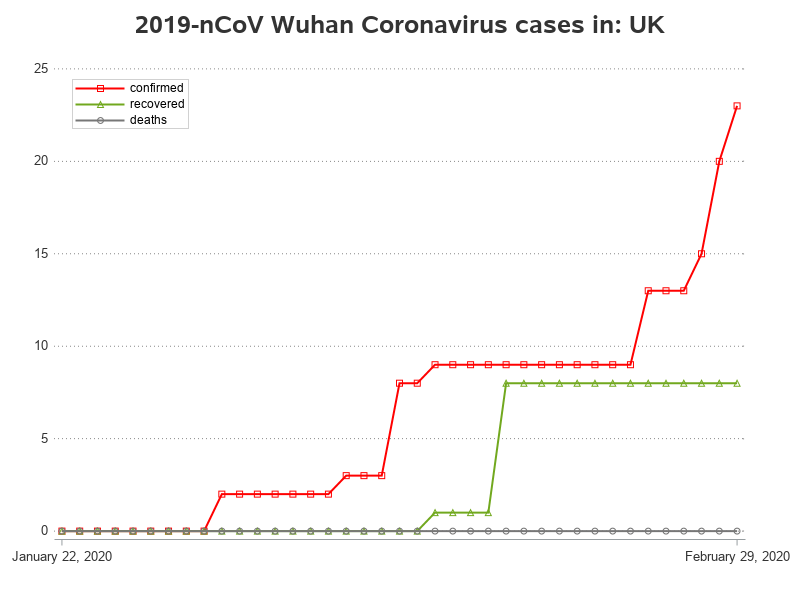 2019-nCoV Wuhan Coronavirus cases in: UK
25
confirmed
recovered
deaths
20
15
10
5
0
January 22, 2020 February 29, 2020